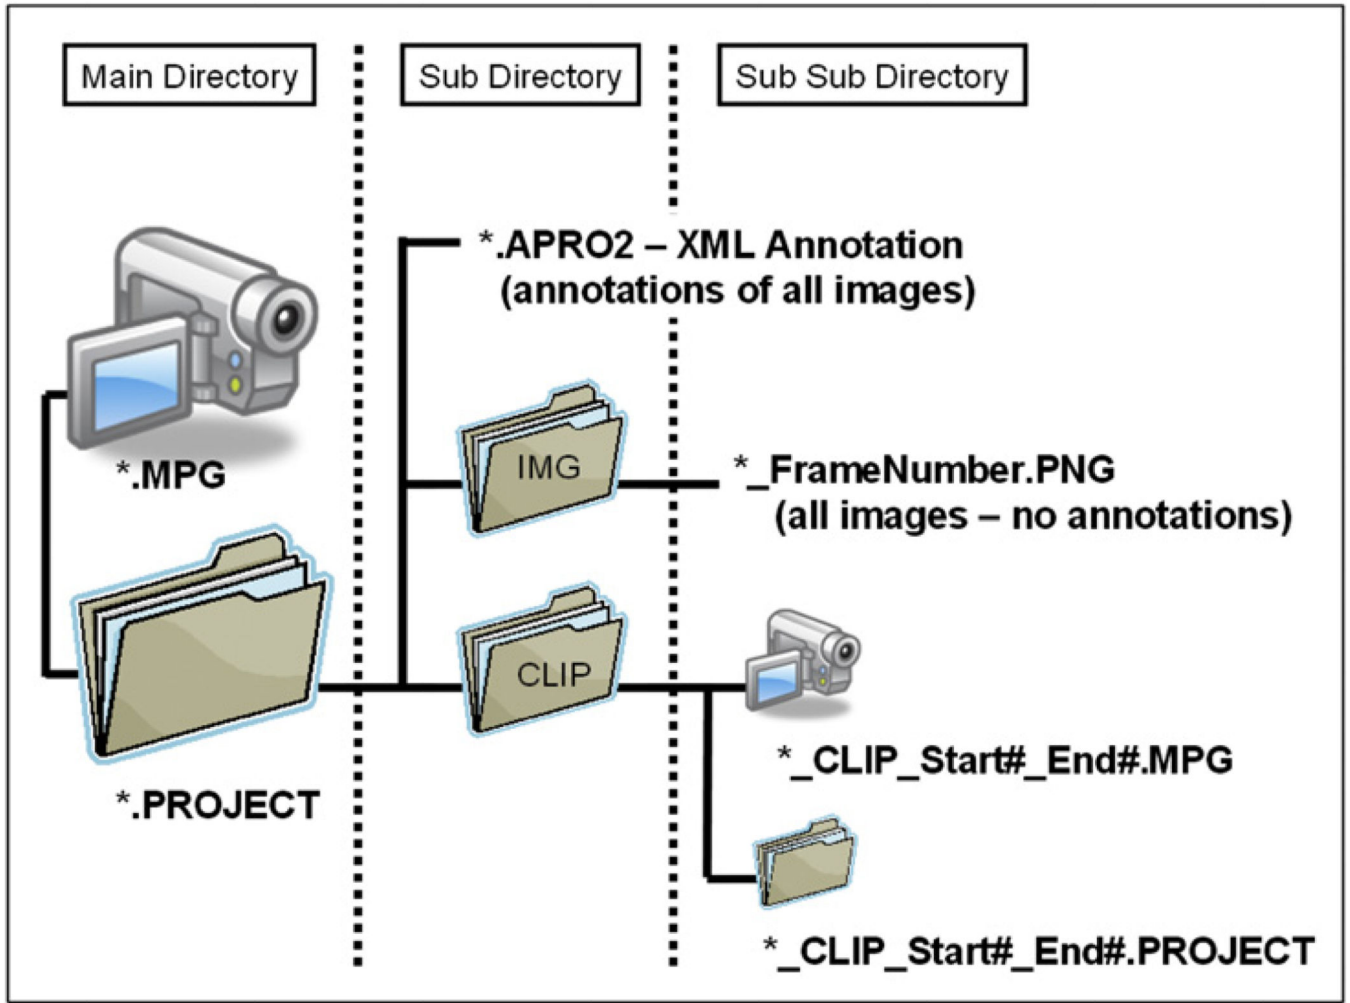 Main Directory
Sub Directory
Sub Sub Directory
*.APRO2 – XML Annotation
(annotations of all images)
*.MPG
IMG
*_FrameNumber.PNG
(all images – no annotations)
CLIP
*_CLIP_Start#_End#.MPG
*.PROJECT
*_CLIP_Start#_End#.PROJECT